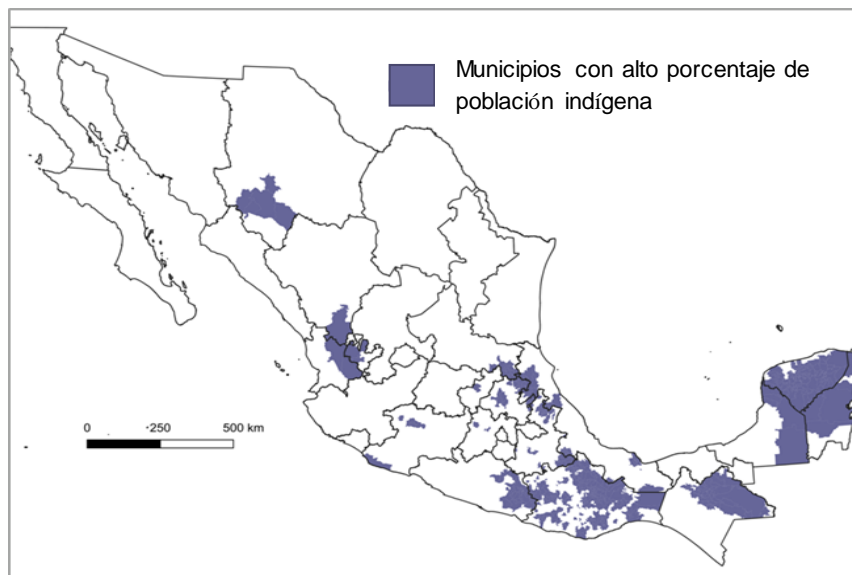 Municipios con alto porcentaje de
población indígena
0 250 500 km